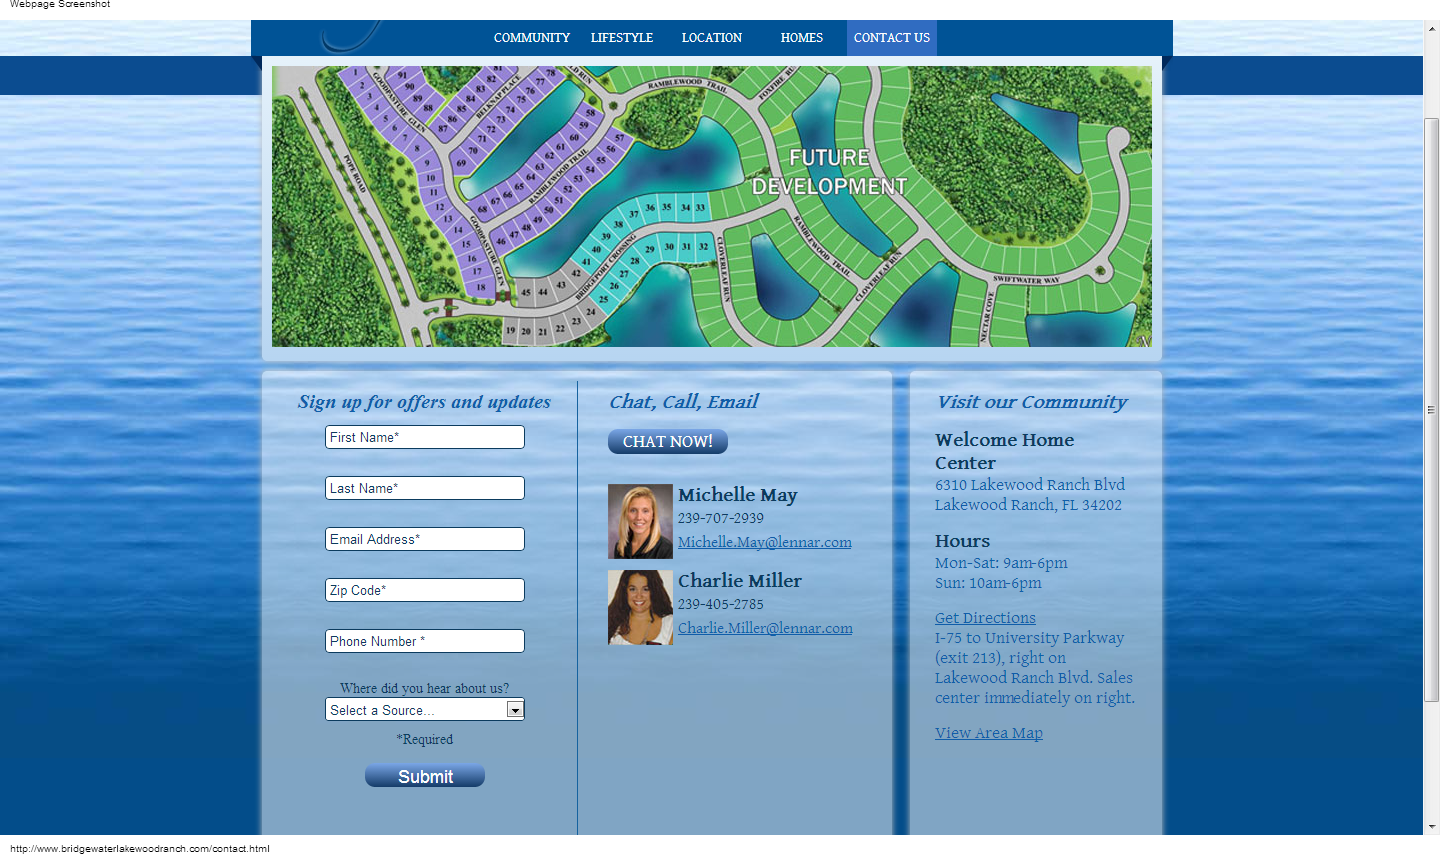 Webpage Screenshot
COMMUNITY LIFESTYLE LOCATION HOMES CONTACT US
GOODPASTURE GLEN
BELKNAP PLACE
RAMBLEWOOD TRAIL
FOXFIRE RUN
POPE ROAD
RAMBLEWOOD TRAIL
FUTURE
DEVELOPMENT
1 2 3 4 5 6 7 8 9 10 11 12 13 14 15 16 17 18
91 90 89 88 87 86 85 84 83 82 81
78 77 76 75 74 73 72 71 70 69
68 67 66 65 64 63 62 61 60 59 58
57 56 55 54 53 52 51 50 49 48 47 46
45 44 43 42 41 40 39 38 37 36 35 34 33
32 31 30 29 28 27 26 25 24 23 22 21 20 19
GOODPASTURE GLEN
BRIDGEPORT CROSSING
CLOVERLEAF RUN
RAMBLEWOOD TRAIL
CLOVERLEAF RUN
SWIFTWATER WAY
NECTAR COVE
N
Sign up for offers and updates
First Name*
Last Name*
Email Address*
Zip Code*
Phone Number *
Where did you hear about us?
Select a Source...
*Required
Submit
Chat, Call, Email
CHAT NOW!
Michelle May
239-707-2939
Michelle.May@lennar.com
Charlie Miller
239-405-2785
Charlie.Miller@lennar.com
Visit our Community
Welcome Home
Center
6310 Lakewood Ranch Blvd
Lakewood Ranch, FL 34202
Hours
Mon-Sat: 9am-6pm
Sun: 10am-6pm
Get Directions
I-75 to University Parkway
(exit 213), right on
Lakewood Ranch Blvd. Sales
center immediately on right.
View Area Map
http://www.bridgewaterlakewoodranch.com/contact.html